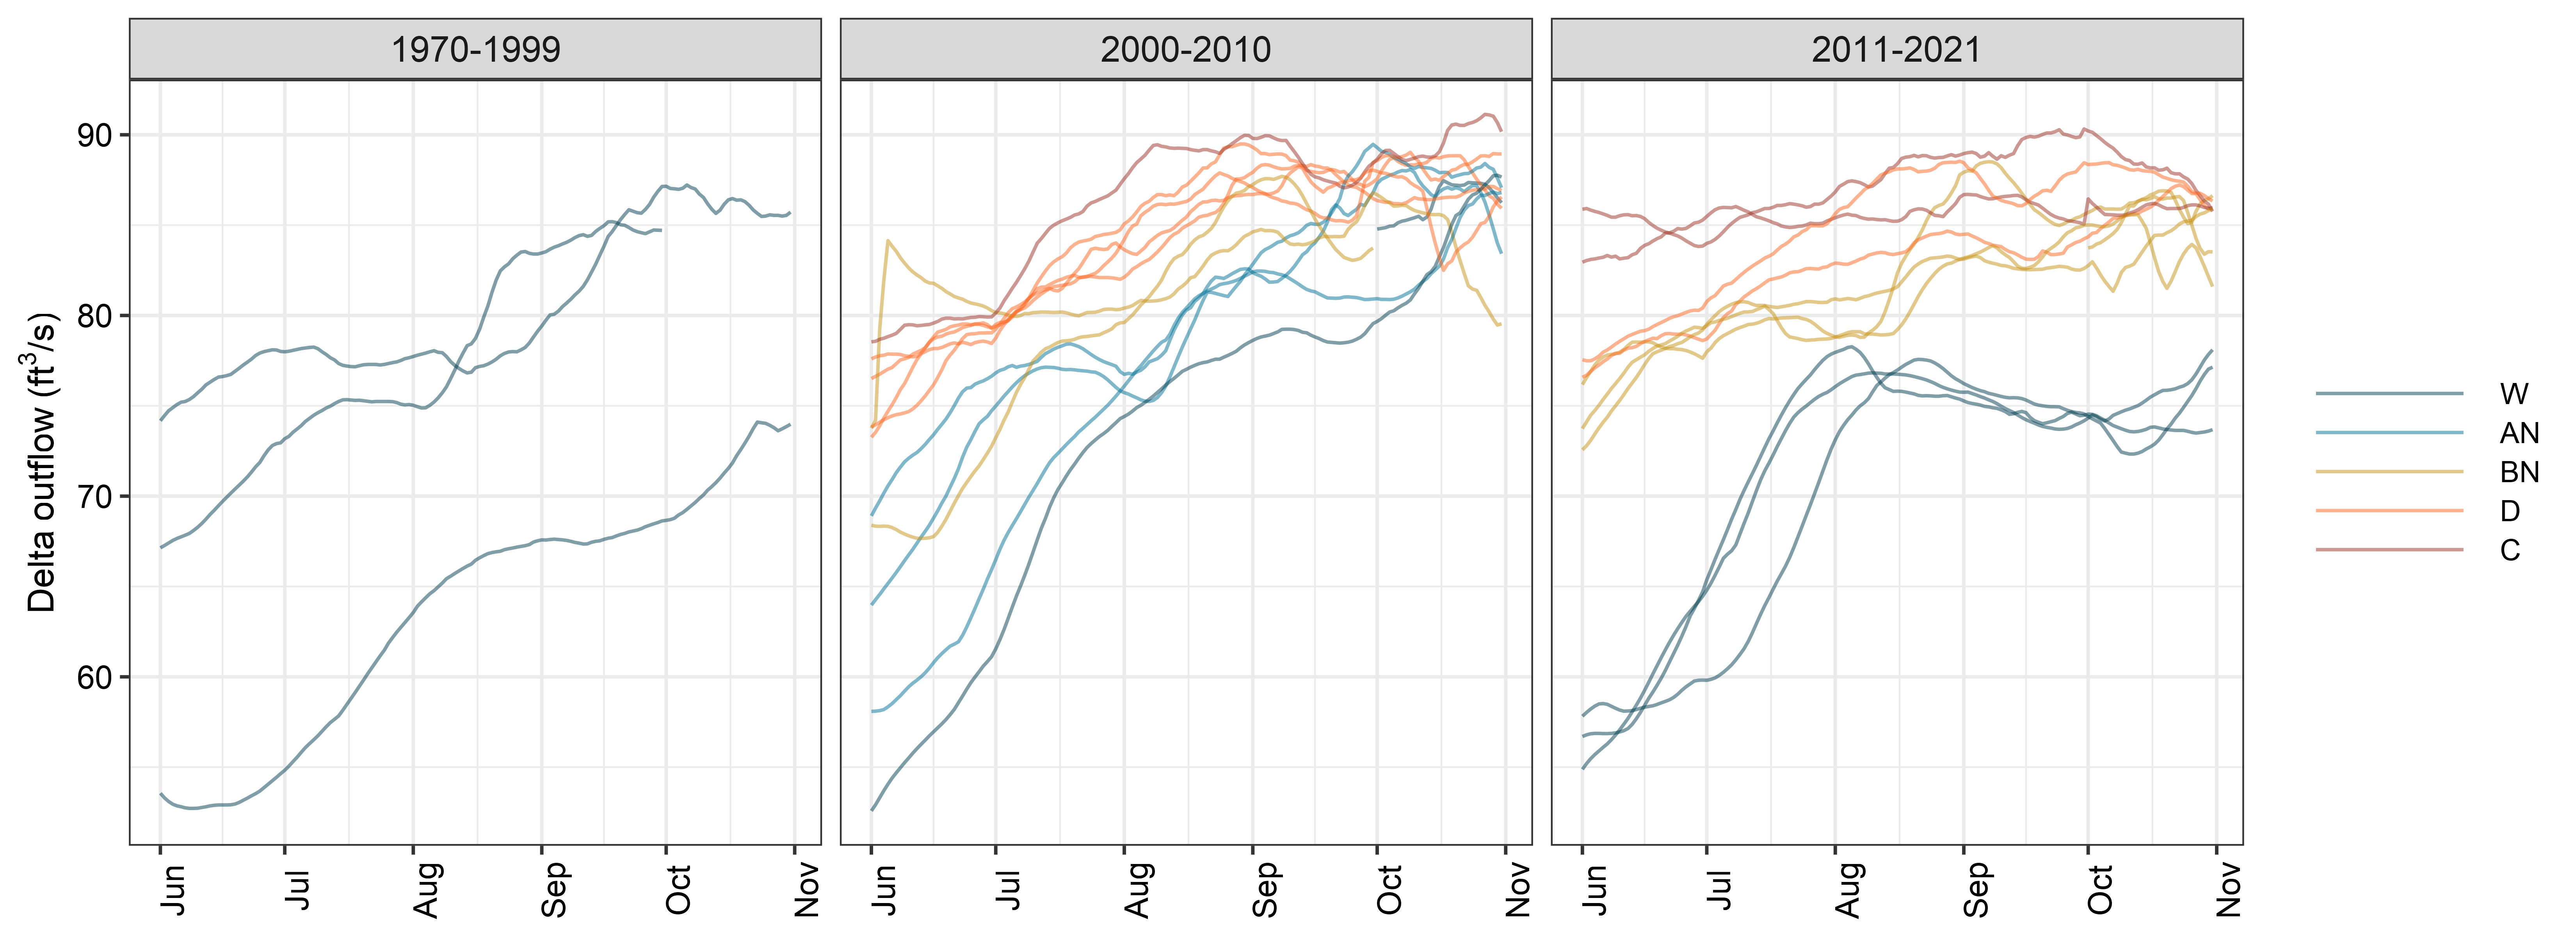 1970-1999
2000-2010
2011-2021
Delta outflow (ft³/s)
90
80
70
60
Jun
Jul
Aug
Sep
Oct
Nov
Jun
Jul
Aug
Sep
Oct
Nov
Jun
Jul
Aug
Sep
Oct
Nov
W
AN
BN
D
C